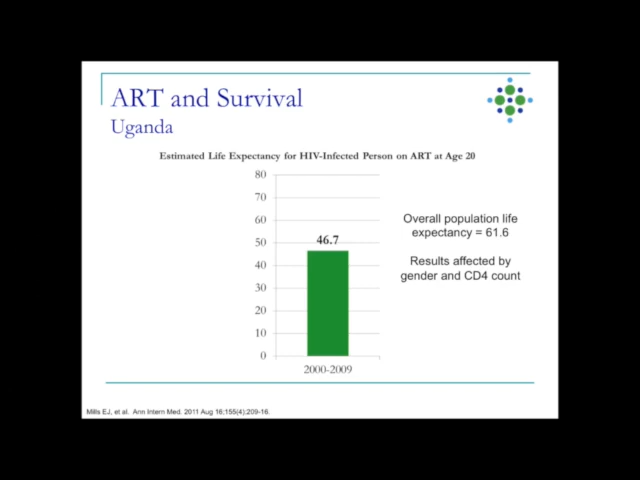 ART and Survival
Uganda
Estimated Life Expectancy for HIV-Infected Person on ART at Age 20
80
70
60
50
40
30
20
10
0
46.7
2000-2009
Overall population life
expectancy = 61.6
Results affected by
gender and CD4 count
Mills EJ, et al. Ann Intern Med. 2011 Aug 16;155(4):209-16.